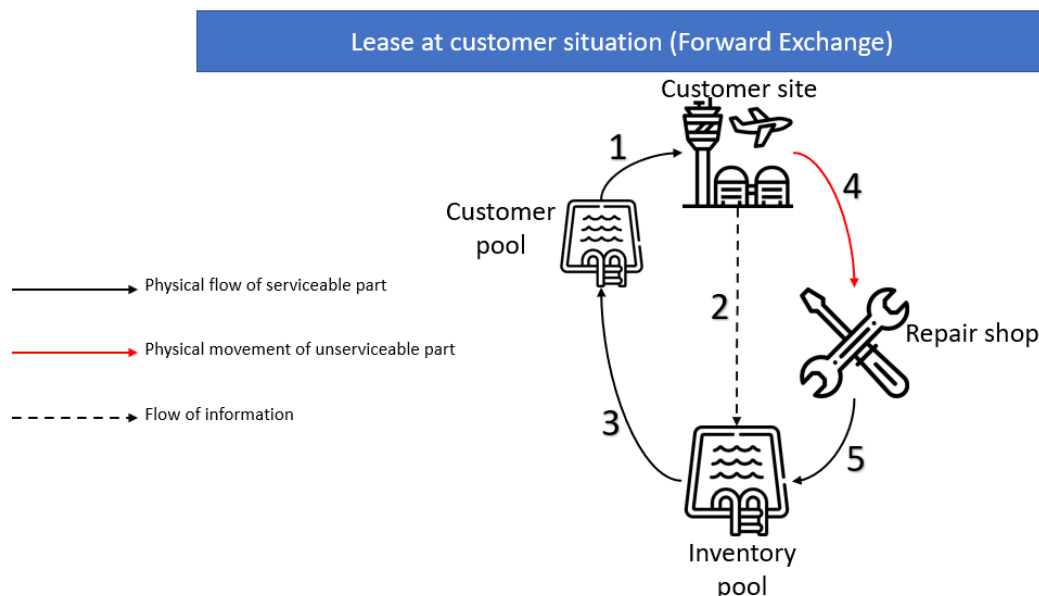 Lease at customer situation (Forward Exchange)
Customer site
1
4
Customer
pool
Physical flow of serviceable part
2
Repair shop
Physical movement of unserviceable part
Flow of information
3
5
Inventory
pool